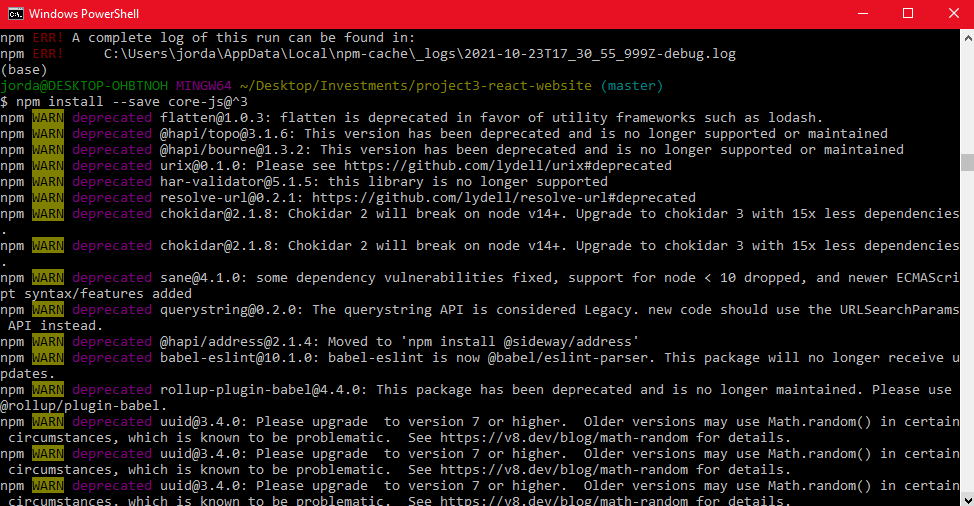 Windows PowerShell
npm ERR! A complete log of this run can be found in:
npm ERR!     C:\Users\jorda\AppData\Local\npm-cache\_logs\2021-10-23T17_30_55_999Z-debug.log
(base)
jorda@DESKTOP-OHBTNOH MINGW64 ~/Desktop/Investments/project3-react-website (master)
$ npm install --save core-js@^3
npm WARN deprecated flatten@1.0.3: flatten is deprecated in favor of utility frameworks such as lodash.
npm WARN deprecated @hapi/topo@3.1.6: This version has been deprecated and is no longer supported or maintained
npm WARN deprecated @hapi/bourne@1.3.2: This version has been deprecated and is no longer supported or maintained
npm WARN deprecated urix@0.1.0: Please see https://github.com/lydell/urix#deprecated
npm WARN deprecated har-validator@5.1.5: this library is no longer supported
npm WARN deprecated resolve-url@0.2.1: https://github.com/lydell/resolve-url#deprecated
npm WARN deprecated chokidar@2.1.8: Chokidar 2 will break on node v14+. Upgrade to chokidar 3 with 15x less dependencies
.
npm WARN deprecated chokidar@2.1.8: Chokidar 2 will break on node v14+. Upgrade to chokidar 3 with 15x less dependencies
.
npm WARN deprecated sane@4.1.0: some dependency vulnerabilities fixed, support for node < 10 dropped, and newer ECMAScri
pt syntax/features added
npm WARN deprecated querystring@0.2.0: The querystring API is considered Legacy. new code should use the URLSearchParams
 API instead.
npm WARN deprecated @hapi/address@2.1.4: Moved to 'npm install @sideway/address'
npm WARN deprecated babel-eslint@10.1.0: babel-eslint is now @babel/eslint-parser. This package will no longer receive u
pdates.
npm WARN deprecated rollup-plugin-babel@4.4.0: This package has been deprecated and is no longer maintained. Please use 
@rollup/plugin-babel.
npm WARN deprecated uuid@3.4.0: Please upgrade  to version 7 or higher.  Older versions may use Math.random() in certain
 circumstances, which is known to be problematic.  See https://v8.dev/blog/math-random for details.
npm WARN deprecated uuid@3.4.0: Please upgrade  to version 7 or higher.  Older versions may use Math.random() in certain
 circumstances, which is known to be problematic.  See https://v8.dev/blog/math-random for details.
npm WARN deprecated uuid@3.4.0: Please upgrade  to version 7 or higher.  Older versions may use Math.random() in certain
 circumstances, which is known to be problematic.  See https://v8.dev/blog/math-random for details.